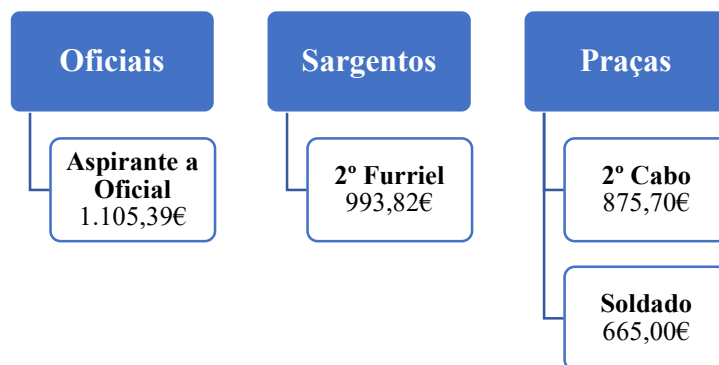 Oficiais
Aspirante a
Oficial
1.105,39€
Sargentos
2º Furriel
993,82€
Praças
2º Cabo
875,70€
Soldado
665,00€